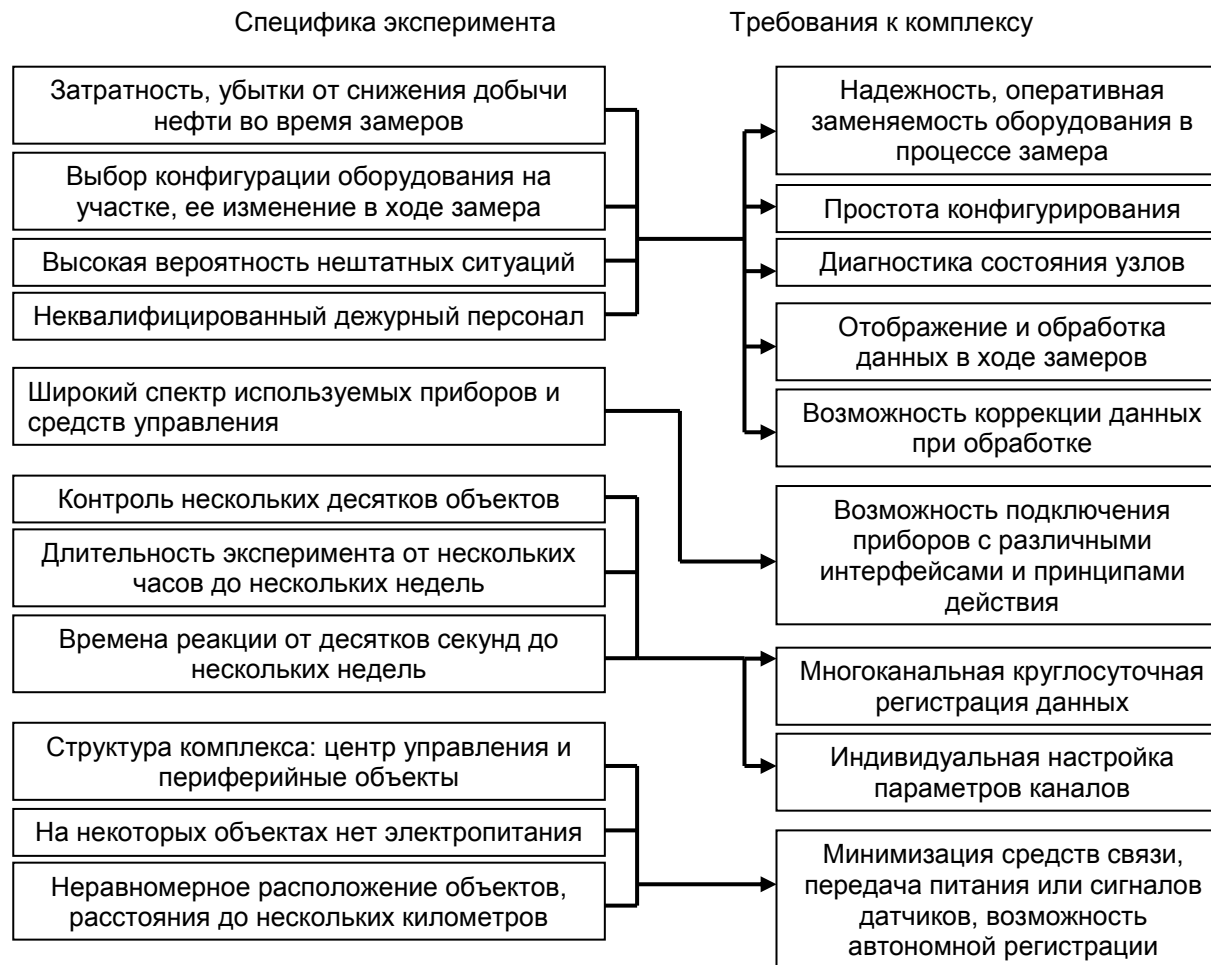 Специфика эксперимента
Требования к комплексу
Затратность, убытки от снижения добычи
нефти во время замеров
Выбор конфигурации оборудования на
участке, ее изменение в ходе замера
Высокая вероятность нештатных ситуаций
Неквалифицированный дежурный персонал
Широкий спектр используемых приборов и
средств управления
Контроль нескольких десятков объектов
Длительность эксперимента от нескольких
часов до нескольких недель
Времена реакции от десятков секунд до
нескольких недель
Структура комплекса: центр управления и
периферийные объекты
На некоторых объектах нет электропитания
Неравномерное расположение объектов,
расстояния до нескольких километров
Надежность, оперативная
заменяемость оборудования в
процессе замера
Простота конфигурирования
Диагностика состояния узлов
Отображение и обработка
данных в ходе замеров
Возможность коррекции данных
при обработке
Возможность подключения
приборов с различными
интерфейсами и принципами
действия
Многоканальная круглосуточная
регистрация данных
Индивидуальная настройка
параметров каналов
Минимизация средств связи,
передача питания или сигналов
датчиков, возможность
автономной регистрации